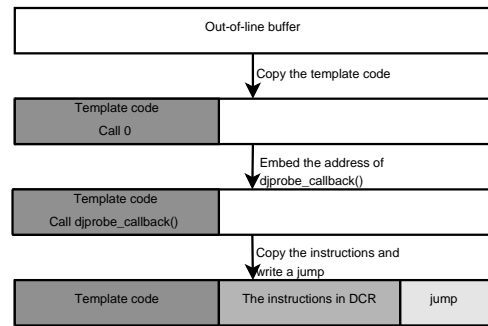 Out-of-line buffer
Copy the template code
Template code
Call 0
Embed the address of
djprobe_callback()
Template code
Call djprobe_callback()
Copy the instructions and
write a jump
Template code
The instructions in DCR
jump